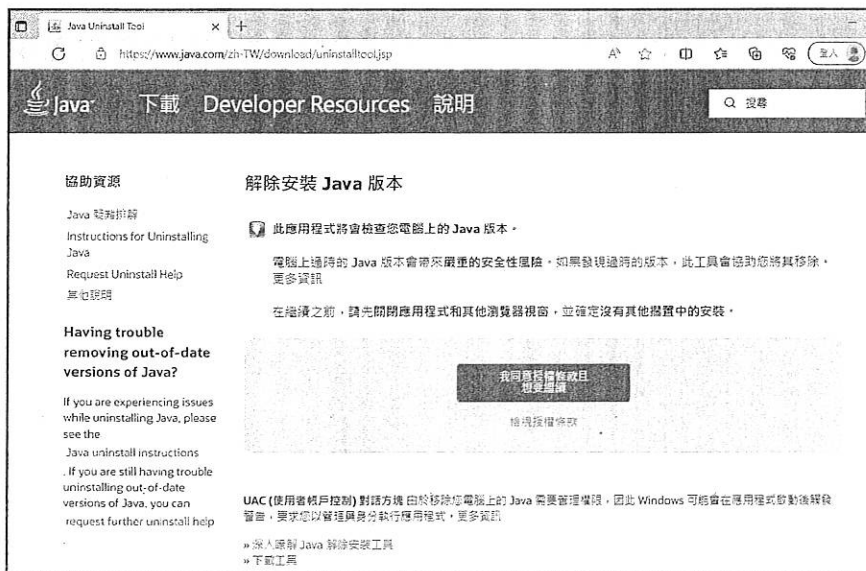 Java Uninstall Tool
https://www.java.com/zh-TW/download/uninstalltool.jsp
登入
Java
下載 Developer Resources 說明
搜尋
協助資源
Java 疑難排解
Instructions for Uninstalling
Java
Request Uninstall Help
其他說明
Having trouble
removing out-of-date
versions of Java?
If you are experiencing issues
while uninstalling Java, please
see the
Java uninstall instructions
. If you are still having trouble
uninstalling out-of-date
versions of Java, you can
request further uninstall help
.
解除安裝 Java 版本
此應用程式將會檢查您電腦上的 Java 版本。
電腦上過時的 Java 版本會帶來嚴重的安全性風險。如果發現過時的版本,此工具會協助您將其移除。
更多資訊
在繼續之前,請先關閉應用程式和其他瀏覽器視窗,並確定沒有其他擱置中的安裝。
我同意授權條款且
想要繼續
檢視授權條款
UAC (使用者帳戶控制) 對話方塊 由於移除您電腦上的 Java 需要管理權限,因此 Windows 可能會在應用程式啟動後觸發
警告,要求您以管理員身分執行應用程式。更多資訊
» 深入瞭解 Java 解除安裝工具
» 下載工具